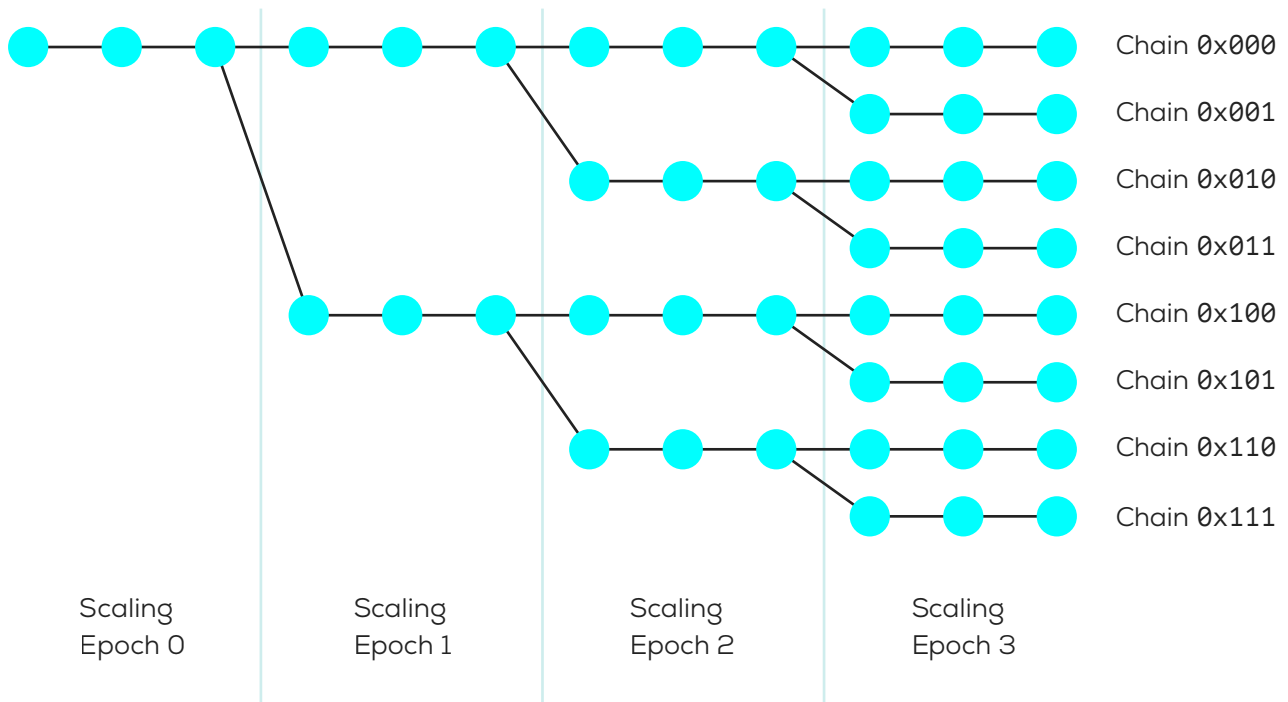 Chain 0x000
Chain 0x001
Chain 0x010
Chain 0x011
Chain 0x100
Chain 0x101
Chain 0x110
Chain 0x111
Scaling
Epoch 0
Scaling
Epoch 1
Scaling
Epoch 2
Scaling
Epoch 3